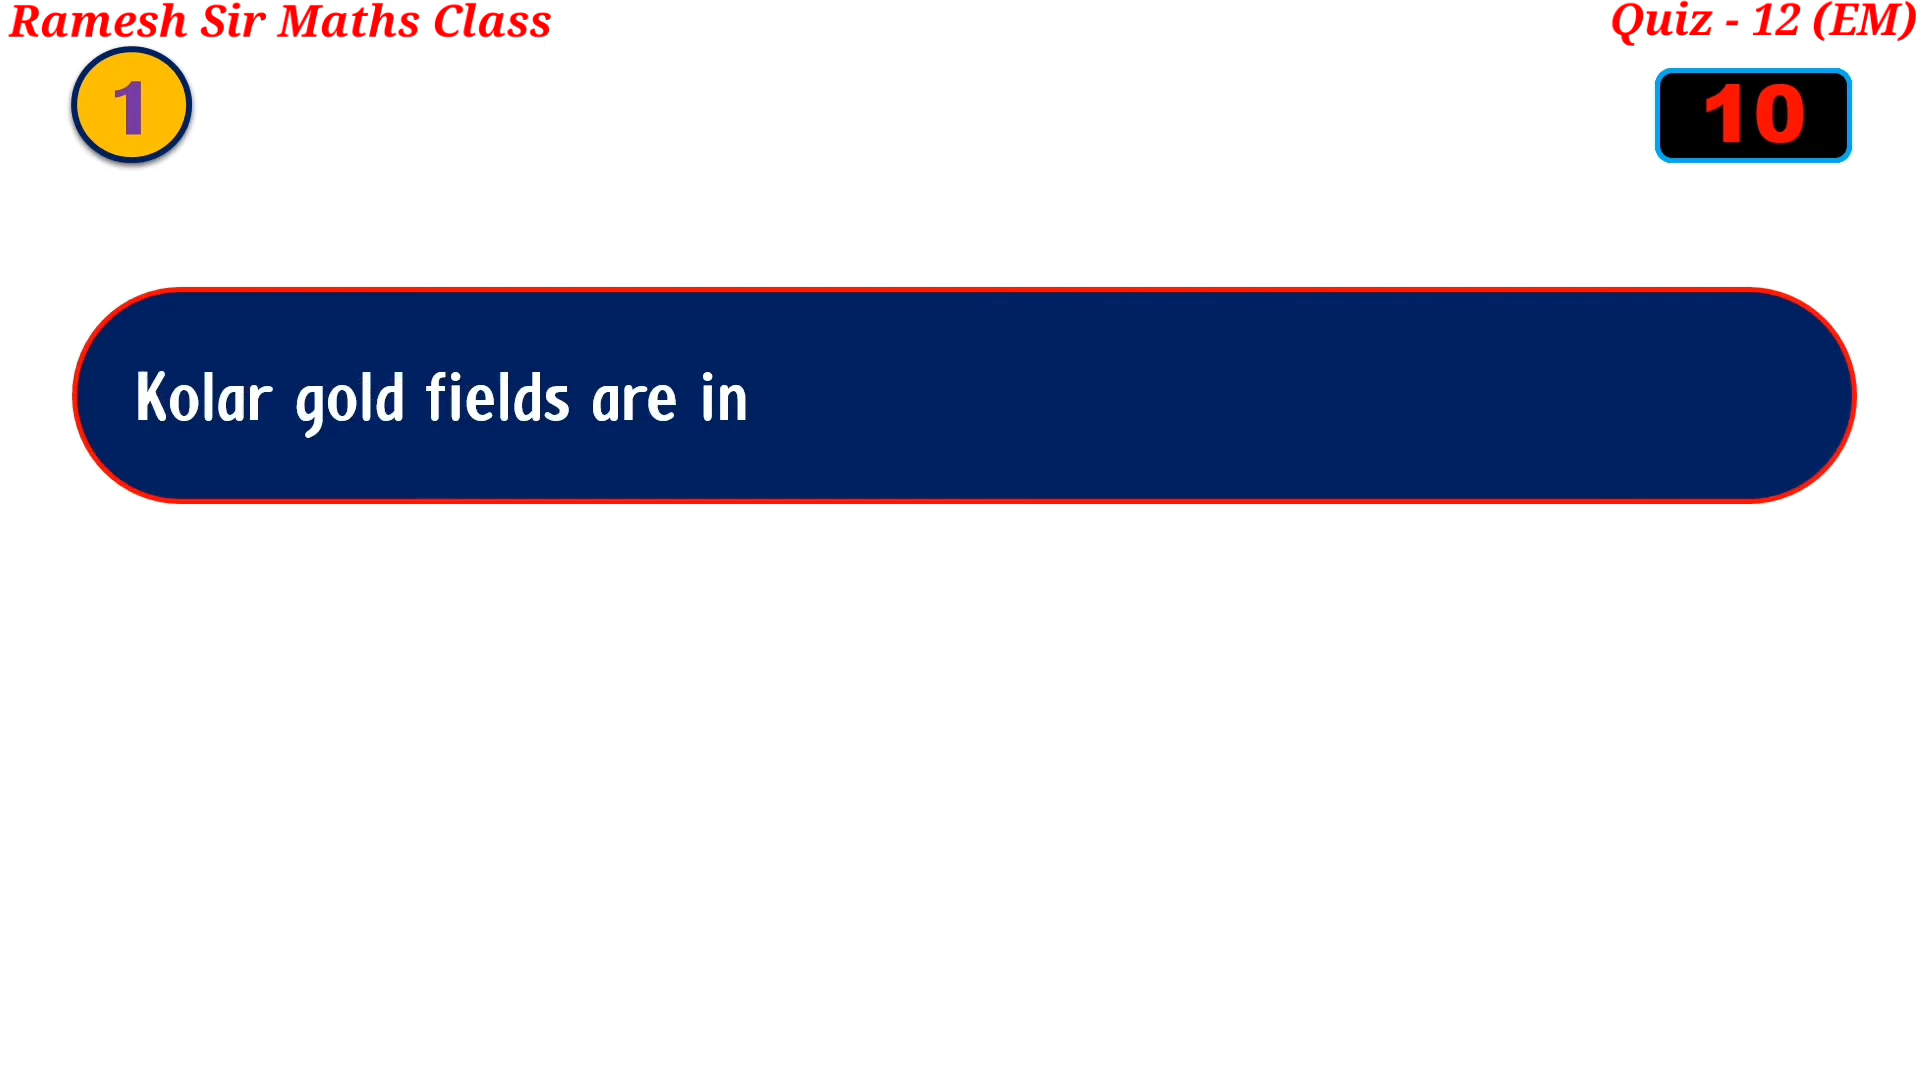 Ramesh Sir Maths Class
Quiz - 12 (EM)
1
10
Kolar gold fields are in